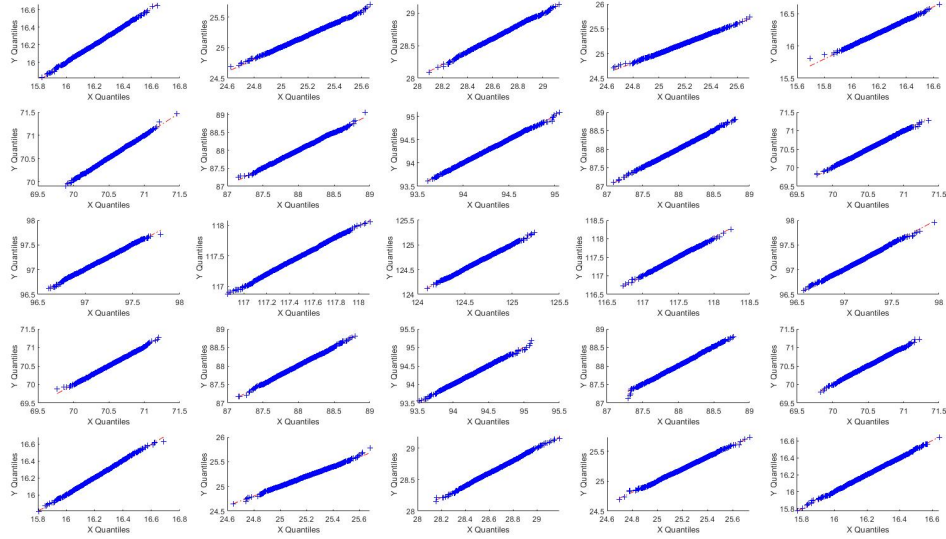 16.6 25.5 29 26 16.5
16.4 28.8 25.5
16.2 25 28.6 25 16
16 28.4
28.2
24.5 28 24.5 15.5
15.8 16 16.2 16.4 16.6 16.8 24.6 24.8 25 25.2 25.4 25.6 28 28.2 28.4 28.6 28.8 29 24.6 24.8 25 25.2 25.4 25.6 15.6 15.8 16 16.2 16.4 16.6
Y Quantiles Y Quantiles Y Quantiles Y Quantiles Y Quantiles
X Quantiles X Quantiles X Quantiles X Quantiles X Quantiles
71.5 89 95 89 71.5
71 88.5 94.5 88.5 71
70.5 88 88 70.5
70 87.5 94 87.5 70
87 93.5 87 69.5
69.5 70 70.5 71 71.5 87 87.5 88 88.5 89 93.5 94 94.5 95 87 87.5 88 88.5 89 69.5 70 70.5 71 71.5
Y Quantiles Y Quantiles Y Quantiles Y Quantiles Y Quantiles
X Quantiles X Quantiles X Quantiles X Quantiles X Quantiles
98 118 125.5 118.5 98
97.5 125 118 97.5
97 117.5 124.5 117.5 97
117 117
96.5 124 116.5 96.5
96.5 97 97.5 98 117 117.2 117.4 117.6 117.8 118 124 124.5 125 125.5 116.5 117 117.5 118 118.5 96.5 97 97.5 98
Y Quantiles Y Quantiles Y Quantiles Y Quantiles Y Quantiles
X Quantiles X Quantiles X Quantiles X Quantiles X Quantiles
71.5 89 95.5 89 71.5
71 88.5 95 88.5 71
70.5 88 94.5 88 70.5
70 87.5 94 87.5 70
69.5 87 93.5 87 69.5
69.5 70 70.5 71 71.5 87 87.5 88 88.5 89 93.5 94 94.5 95 95.5 87 87.5 88 88.5 89 69.5 70 70.5 71 71.5
Y Quantiles Y Quantiles Y Quantiles Y Quantiles Y Quantiles
X Quantiles X Quantiles X Quantiles X Quantiles X Quantiles
16.6 26 29 25.5 16.6
16.4 25.5 16.4
16.2 28.5 25 16.2
16 25 16
24.5 28 24.5 15.8
15.8 16 16.2 16.4 16.6 16.8 24.6 24.8 25 25.2 25.4 25.6 28 28.2 28.4 28.6 28.8 29 24.6 24.8 25 25.2 25.4 25.6 15.8 16 16.2 16.4 16.6
Y Quantiles Y Quantiles Y Quantiles Y Quantiles Y Quantiles
X Quantiles X Quantiles X Quantiles X Quantiles X Quantiles